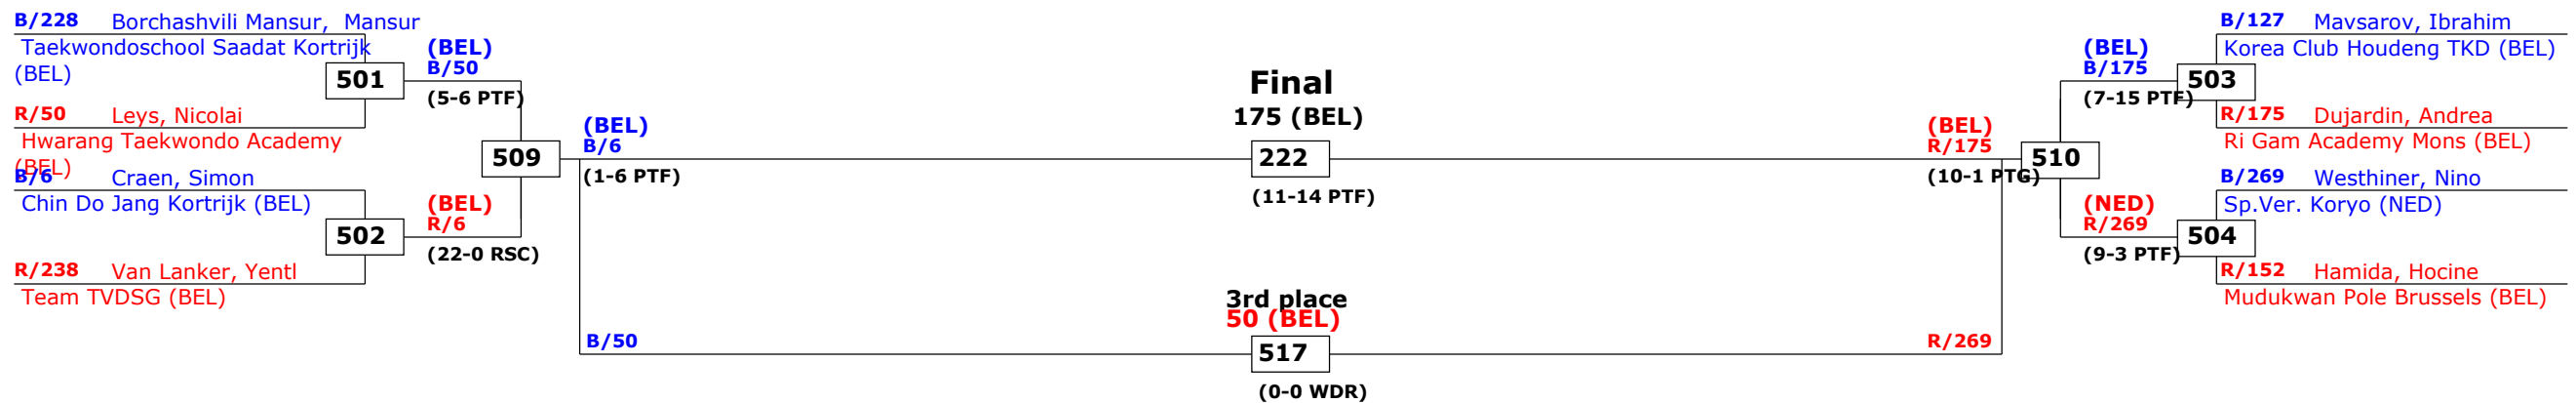 B/228 Borchashvili Mansur, Mansur
Taekwondoschool Saadat Kortrijk
(BEL)
501
(BEL)
B/50
(5-6 PTF)
R/50 Leys, Nicolai
Hwarang Taekwondo Academy
(BEL)
509
(BEL)
B/6
(1-6 PTF)
B/6 Craen, Simon
Chin Do Jang Kortrijk (BEL)
502
(BEL)
R/6
(22-0 RSC)
R/238 Van Lanker, Yentl
Team TVDSG (BEL)
Final
175 (BEL)
222
(11-14 PTF)
3rd place
50 (BEL)
B/50
517
R/269
(0-0 WDR)
B/127 Mavsarov, Ibrahim
Korea Club Houdeng TKD (BEL)
(BEL)
B/175
503
(7-15 PTF)
R/175 Dujardin, Andrea
Ri Gam Academy Mons (BEL)
(BEL)
R/175
510
(10-1 PTG)
B/269 Westhiner, Nino
Sp.Ver. Koryo (NED)
(NED)
R/269
504
(9-3 PTF)
R/152 Hamida, Hocine
Mudukwan Pole Brussels (BEL)